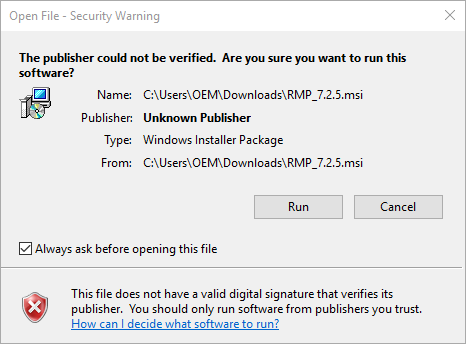 Open File - Security Warning
The publisher could not be verified.  Are you sure you want to run this
software?
Name: C:\Users\OEM\Downloads\RMP_7.2.5.msi
Publisher: Unknown Publisher
Type: Windows Installer Package
From: C:\Users\OEM\Downloads\RMP_7.2.5.msi
Run Cancel
Always ask before opening this file
This file does not have a valid digital signature that verifies its
publisher.  You should only run software from publishers you trust.
How can I decide what software to run?